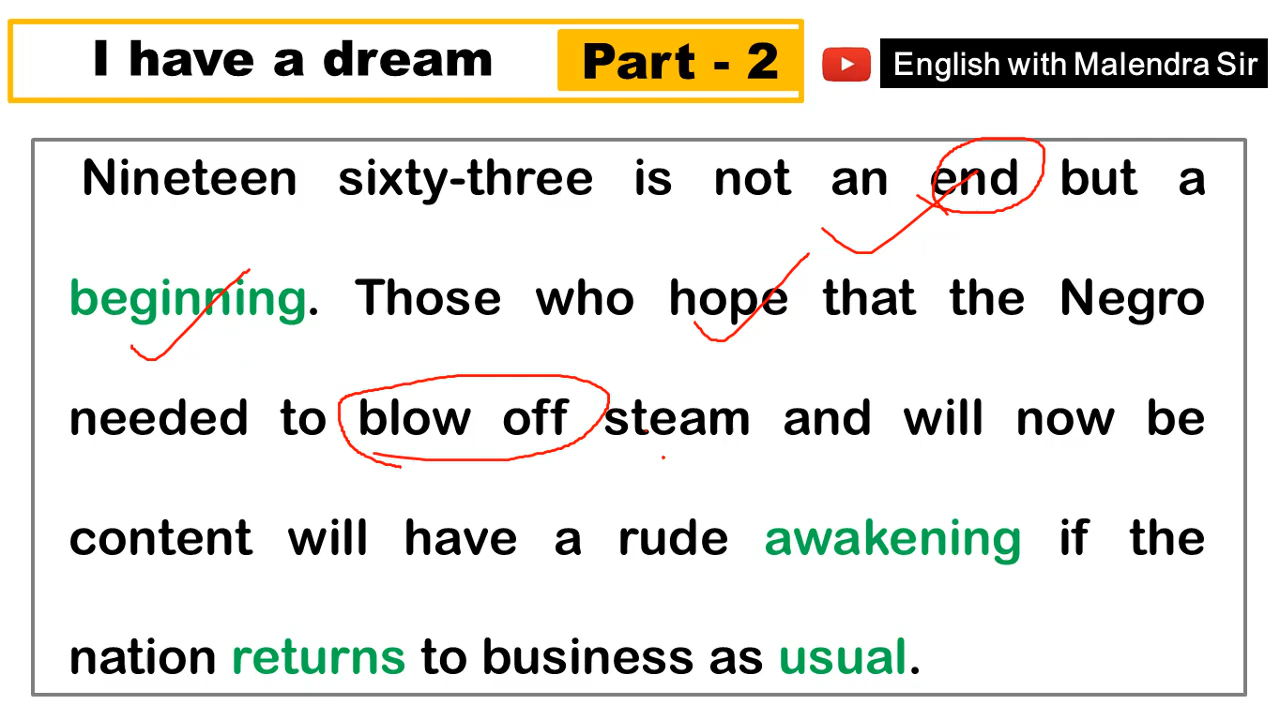 I have a dream
Part - 2
English with Malendra Sir
Nineteen sixty-three is not an end but a
beginning. Those who hope that the Negro
needed to blow off steam and will now be
content will have a rude awakening if the
nation returns to business as usual.